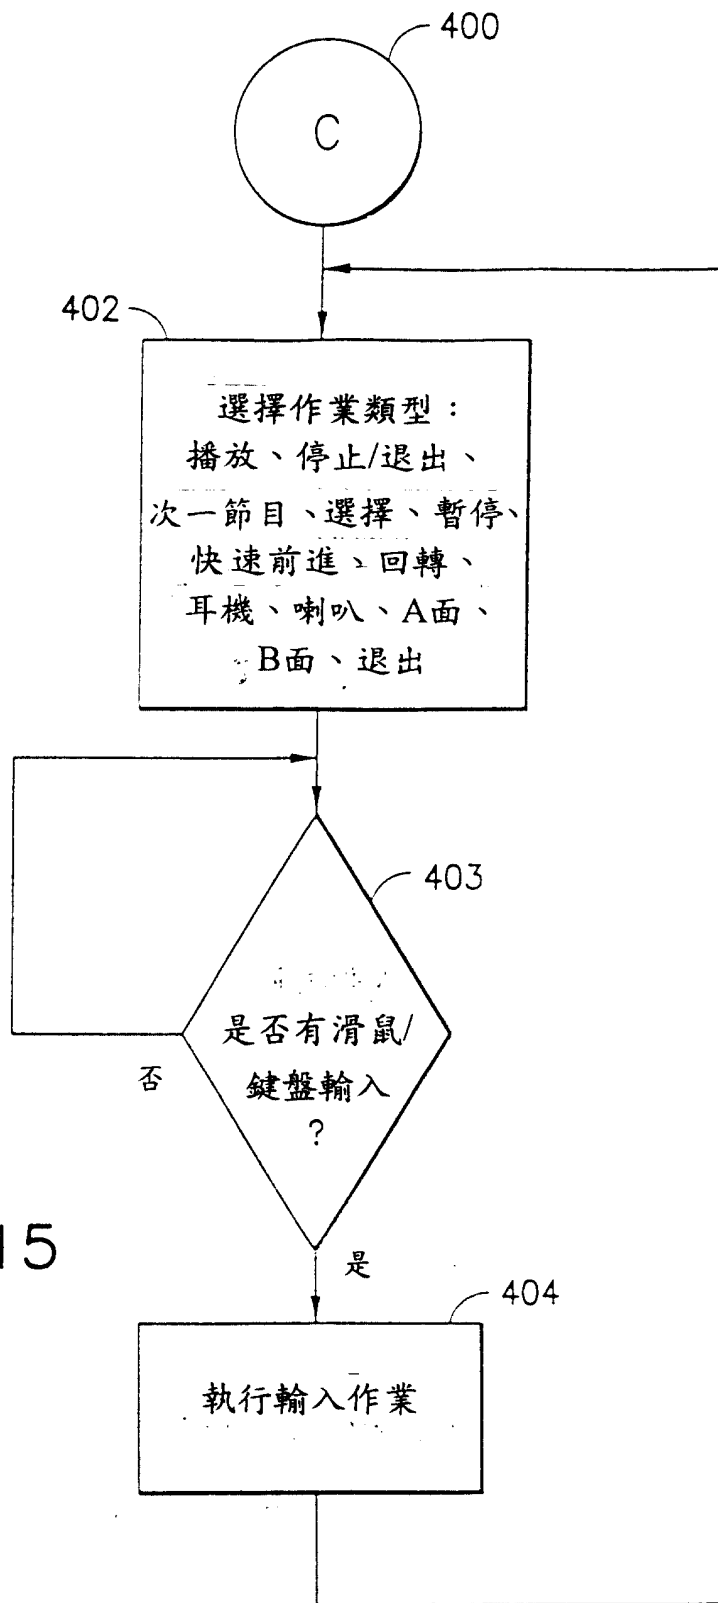 400
C
402
選擇作業類型：
播放、停止/退出、
次一節目、選擇、暫停、
快速前進、回轉、
耳機、喇叭、A面、
B面、退出
403
是否有滑鼠/
鍵盤輸入
?
否
15
是
404
執行輸入作業